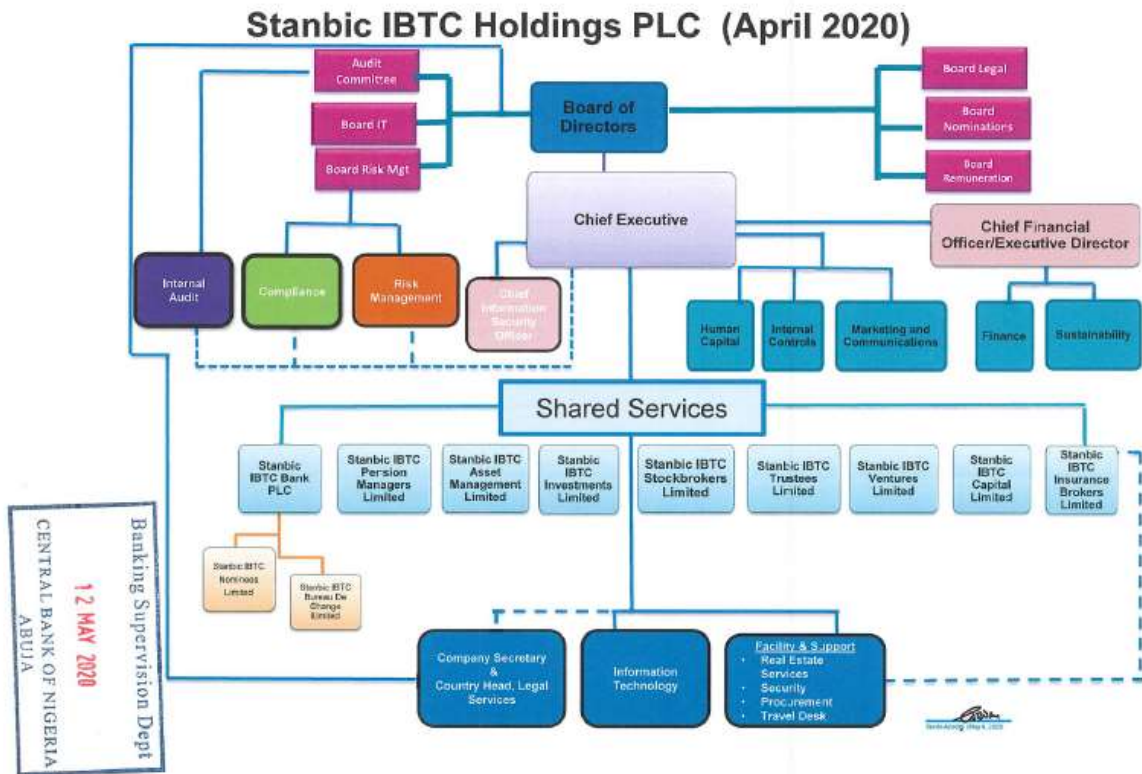 Stanbic IBTC Holdings PLC (April 2020)
Audit
Committee
Board IT
Board Risk Mgt
Board of
Directors
Board Legal
Board
Nominations
Board
Remuneration
Chief Executive
Chief Financial
Officer/Executive Director
Internal
Audit
Compliance
Risk
Management
Chief
Information
Security
Officer
Human
Capital
Internal
Controls
Marketing and
Communications
Finance
Sustainability
Shared Services
Stanbic
IBTC Bank
PLC
Stanbic IBTC
Pension
Managers
Limited
Stanbic IBTC
Asset
Management
Limited
Stanbic
IBTC
Investments
Limited
Stanbic IBTC
Stockbrokers
Limited
Stanbic IBTC
Trustees
Limited
Stanbic IBTC
Ventures
Limited
Stanbic
IBTC
Capital
Limited
Stanbic
IBTC
Insurance
Brokers
Limited
Stanbic IBTC
Nominees
Limited
Stanbic IBTC
Bureau De
Change
Limited
Company Secretary
&
Country Head, Legal
Services
Information
Technology
Facility & Support
• Real Estate
Services
• Security
• Procurement
• Travel Desk
Banking Supervision Dept
12 MAY 2020
CENTRAL BANK OF NIGERIA
ABUJA